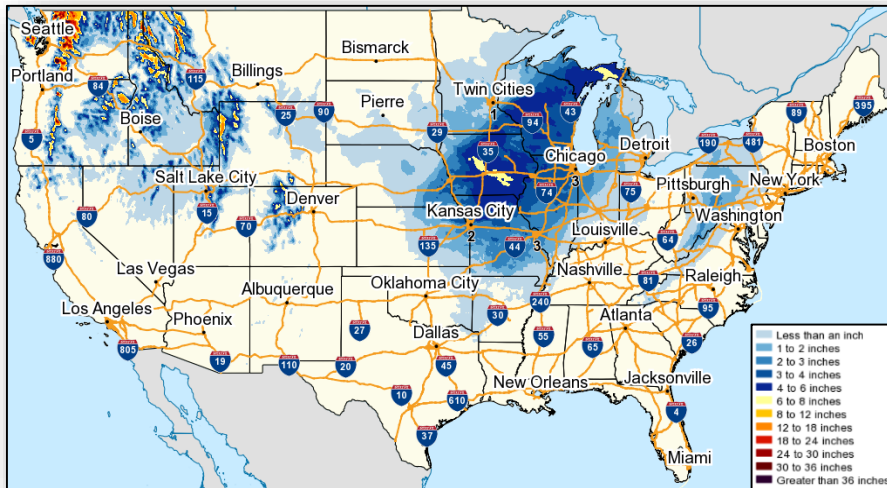 Seattle
Portland
84
115
Billings
Bismarck
Twin Cities
1
Pierre
25
90
29
94
43
5
Boise
35
Chicago
3
Detroit
190
481
89
395
Boston
New York
Salt Lake City
15
80
70
Denver
Kansas City
2
74
75
Pittsburgh
Washington
880
Las Vegas
135
44
3
Louisville
64
Los Angeles
805
Phoenix
19
Albuquerque
110
27
Oklahoma City
30
240
Nashville
81
Raleigh
95
20
Dallas
45
55
65
Atlanta
26
10
610
37
New Orleans
Jacksonville
4
Miami
Less than an inch
1 to 2 inches
2 to 3 inches
3 to 4 inches
4 to 6 inches
6 to 8 inches
8 to 12 inches
12 to 18 inches
18 to 24 inches
24 to 30 inches
30 to 36 inches
Greater than 36 inches